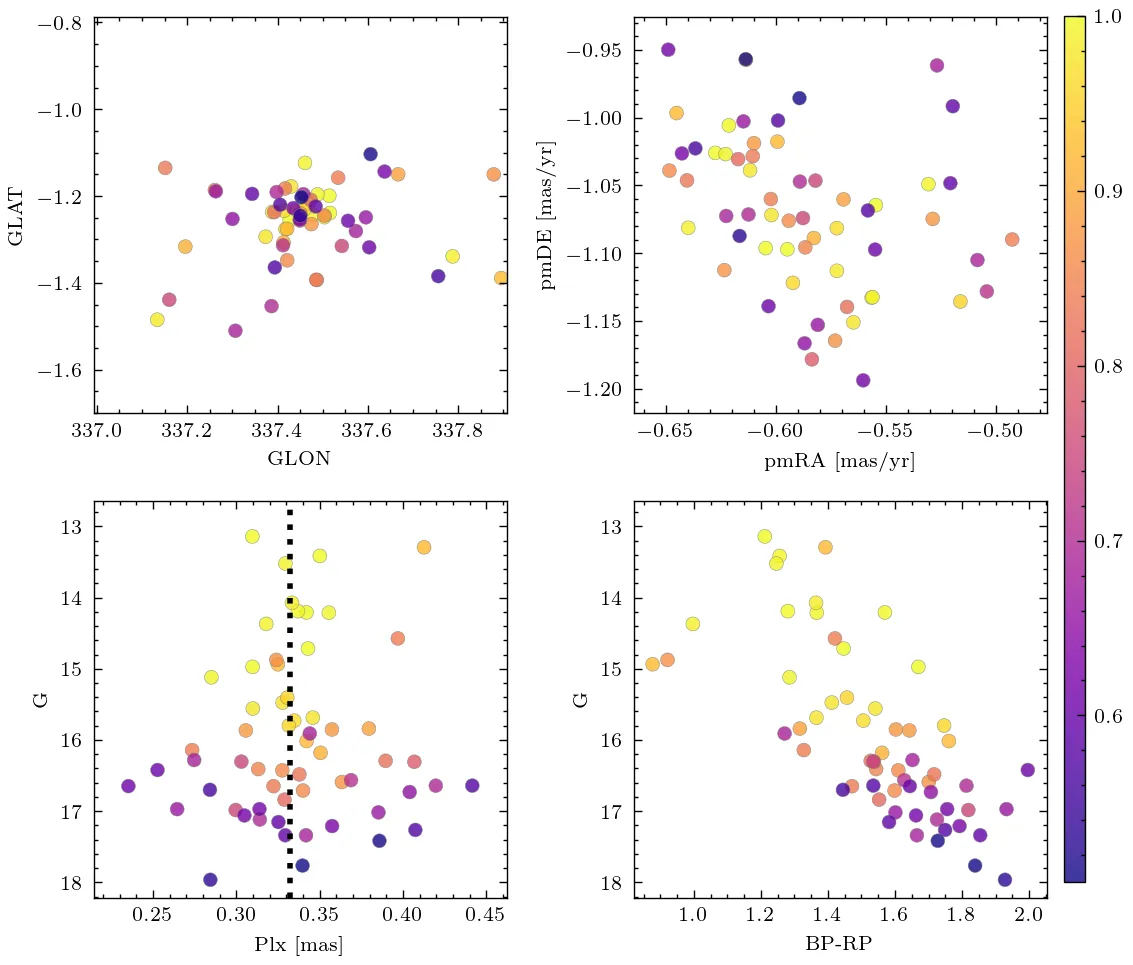 −0.8
−1.0
−1.2
−1.4
−1.6
GLAT
337.0 337.2 337.4 337.6 337.8
GLON
−0.95
−1.00
−1.05
−1.10
−1.15
−1.20
pmDE [mas/yr]
−0.65 −0.60 −0.55 −0.50
pmRA [mas/yr]
1.0
0.9
0.8
0.7
0.6
13
14
15
16
17
18
G
0.25 0.30 0.35 0.40 0.45
Plx [mas]
13
14
15
16
17
18
G
1.0 1.2 1.4 1.6 1.8 2.0
BP-RP